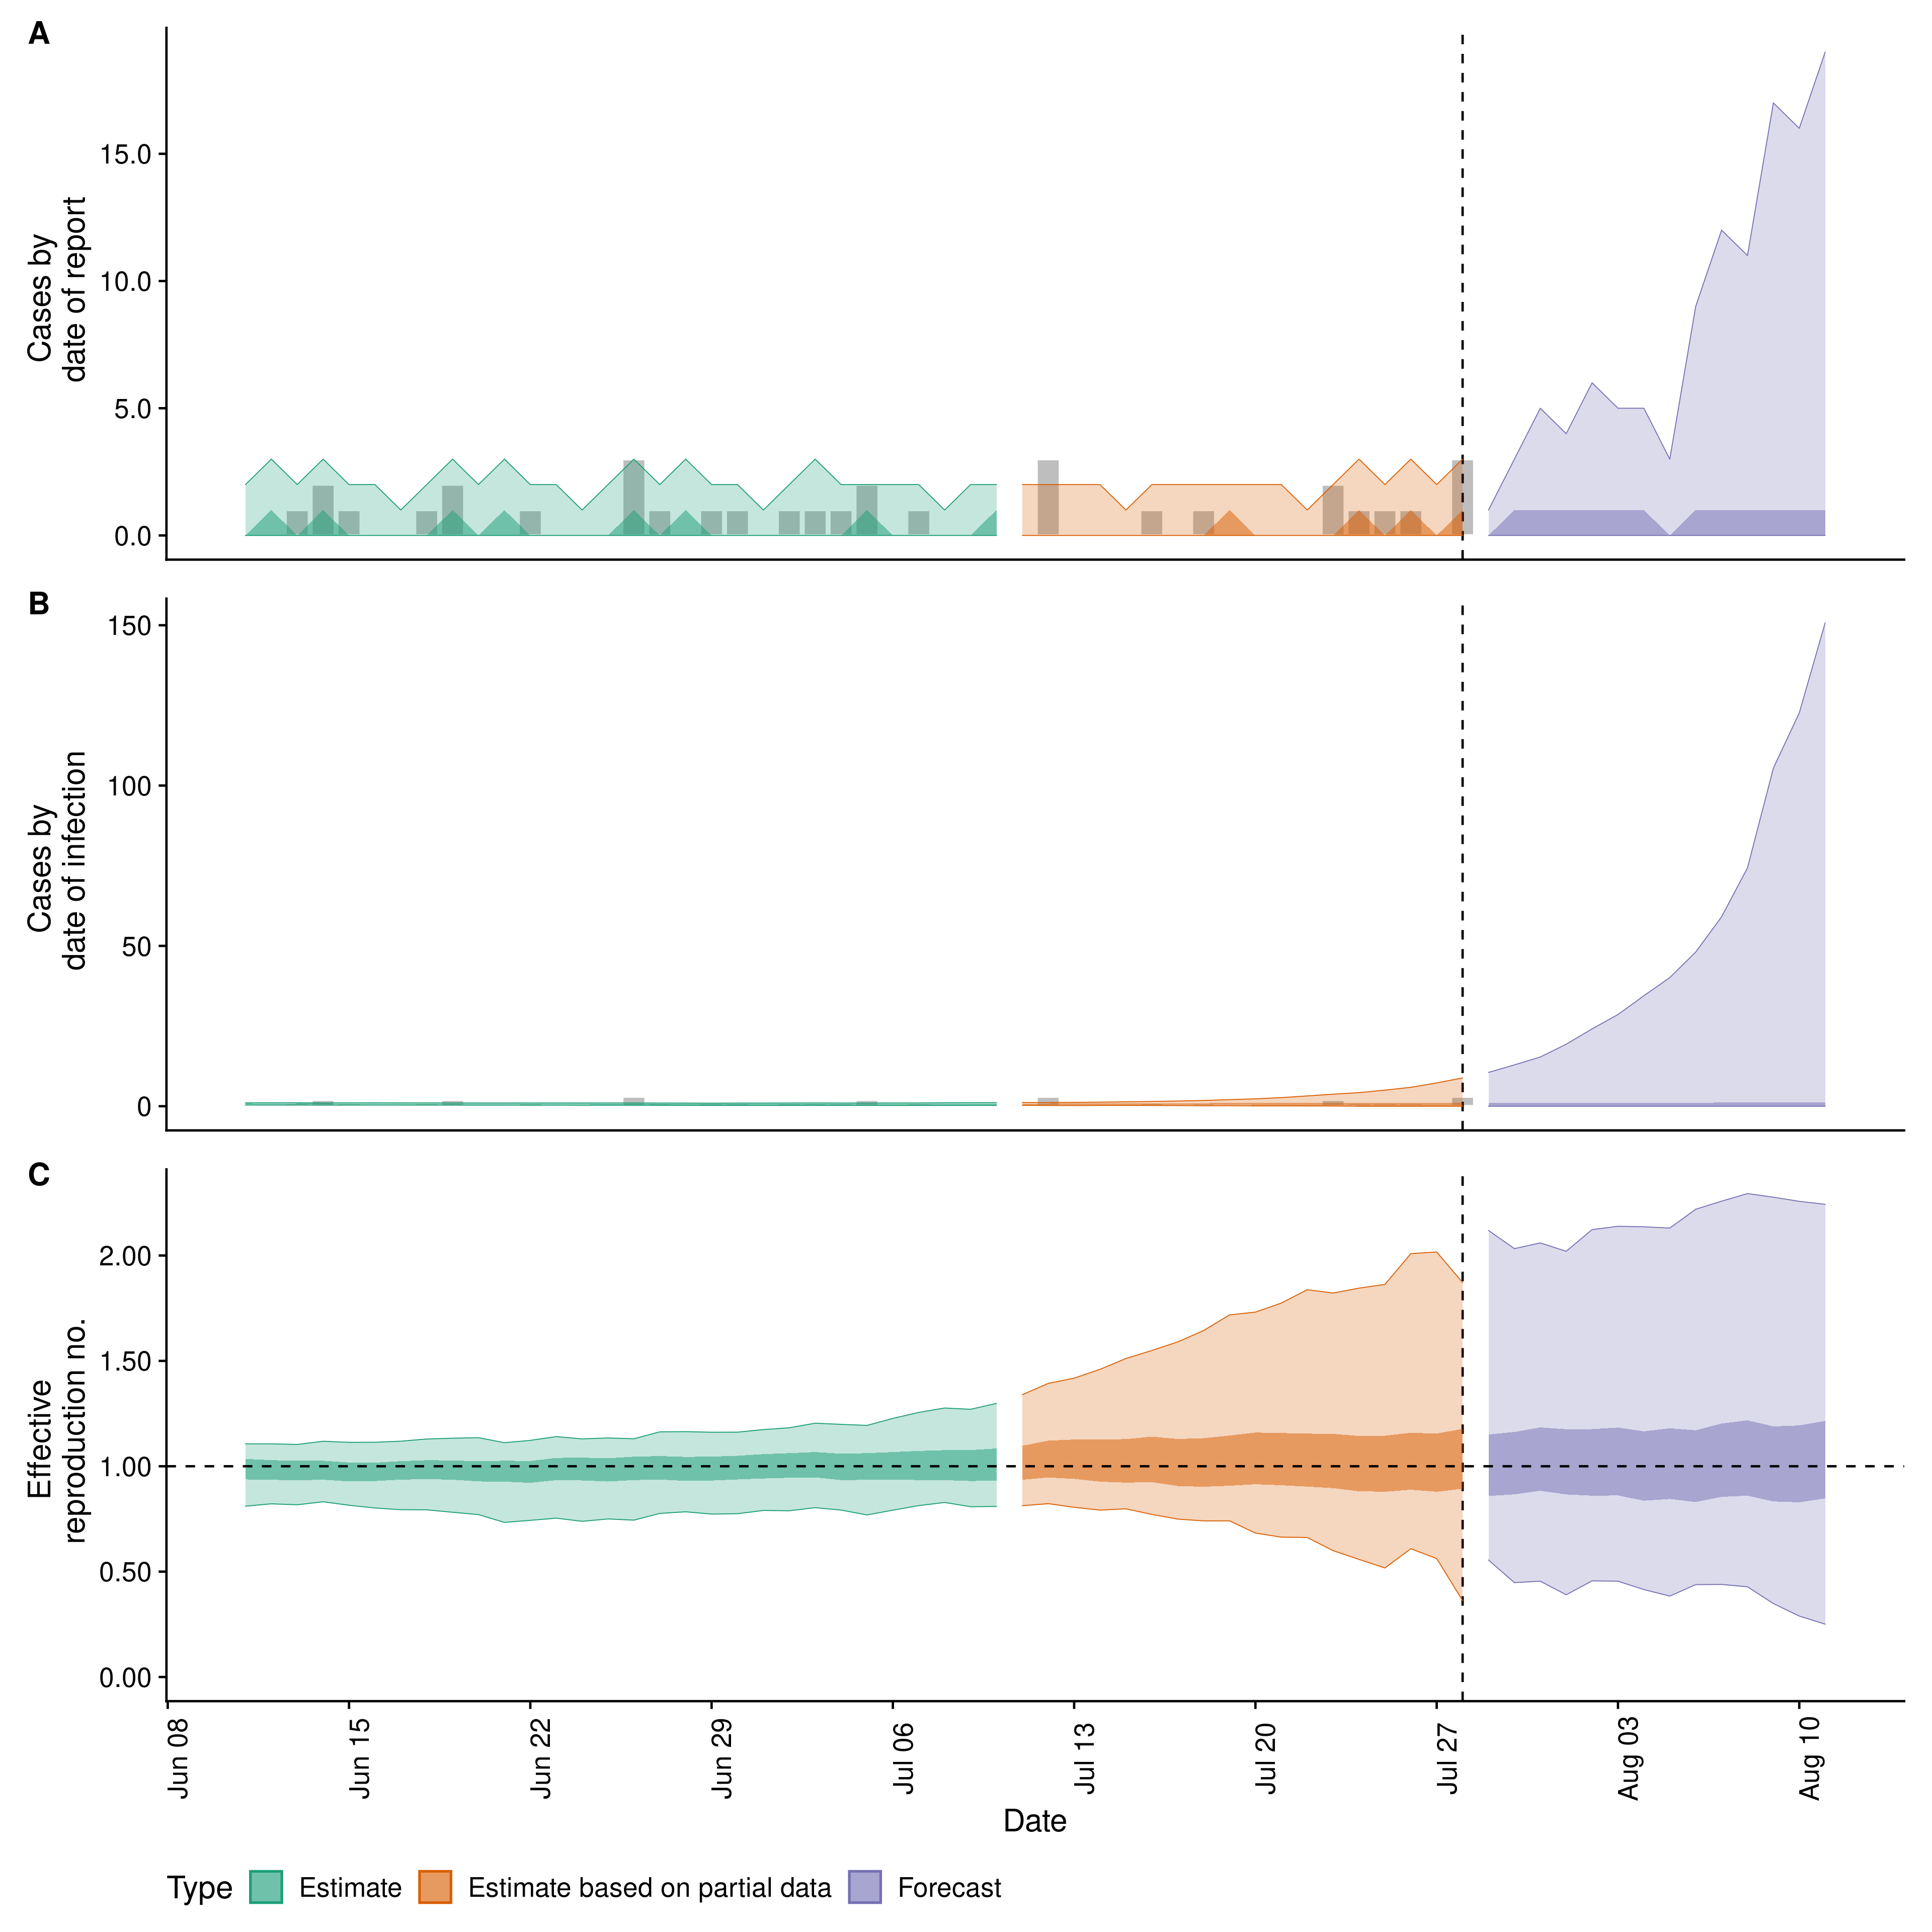 A
Cases by
date of report
15.0
10.0
5.0
0.0
B
Cases by
date of infection
150
100
50
0
C
Effective
reproduction no.
2.00
1.50
1.00
0.50
0.00
Jun 08
Jun 15
Jun 22
Jun 29
Jul 06
Jul 13
Jul 20
Jul 27
Aug 03
Aug 10
Date
Type
Estimate
Estimate based on partial data
Forecast